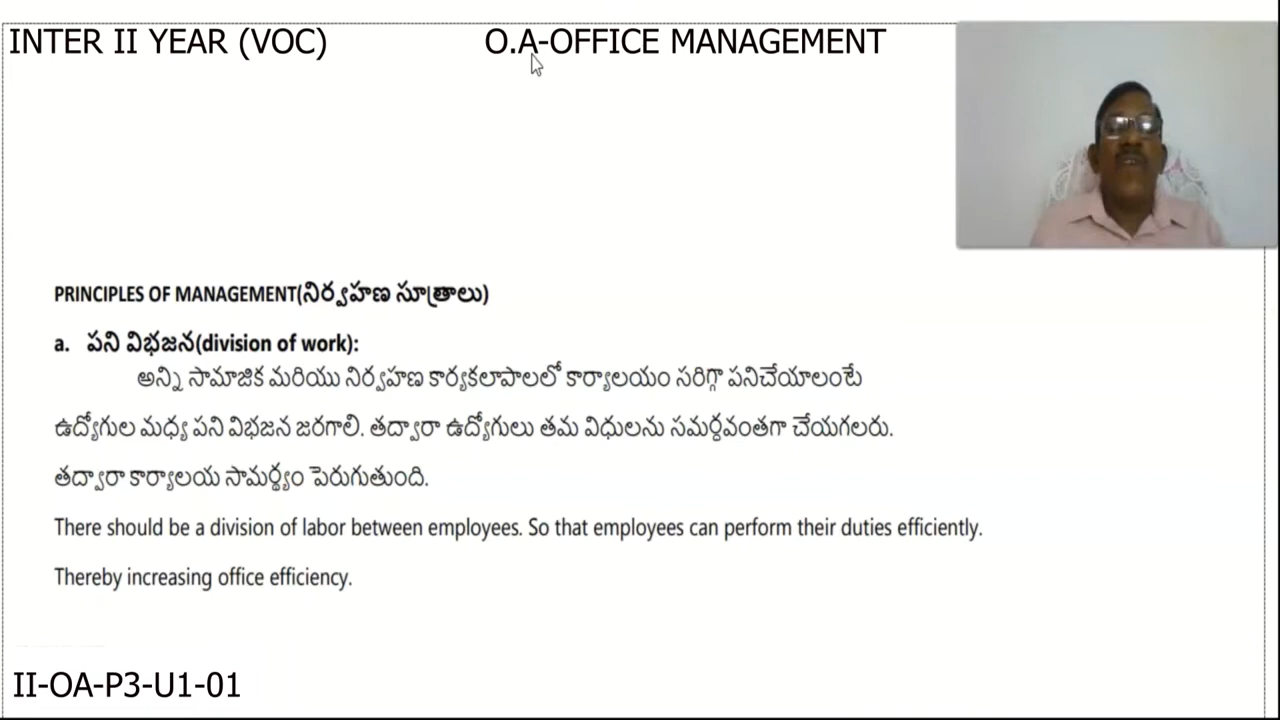 INTER II YEAR (VOC) O.A-OFFICE MANAGEMENT
PRINCIPLES OF MANAGEMENT(నిర్వహణ సూత్రాలు)
a. పని విభజన(division of work):
అన్ని సామాజిక మరియు నిర్వహణ కార్యకలాపాలలో కార్యాలయం సరిగ్గా పనిచేయాలంటే
ఉద్యోగుల మధ్య పని విభజన జరగాలి. తద్వారా ఉద్యోగులు తమ విధులను సమర్ధవంతగా చేయగలరు.
తద్వారా కార్యాలయ సామర్థ్యం పెరుగుతుంది.
There should be a division of labor between employees. So that employees can perform their duties efficiently.
Thereby increasing office efficiency.
II-OA-P3-U1-01